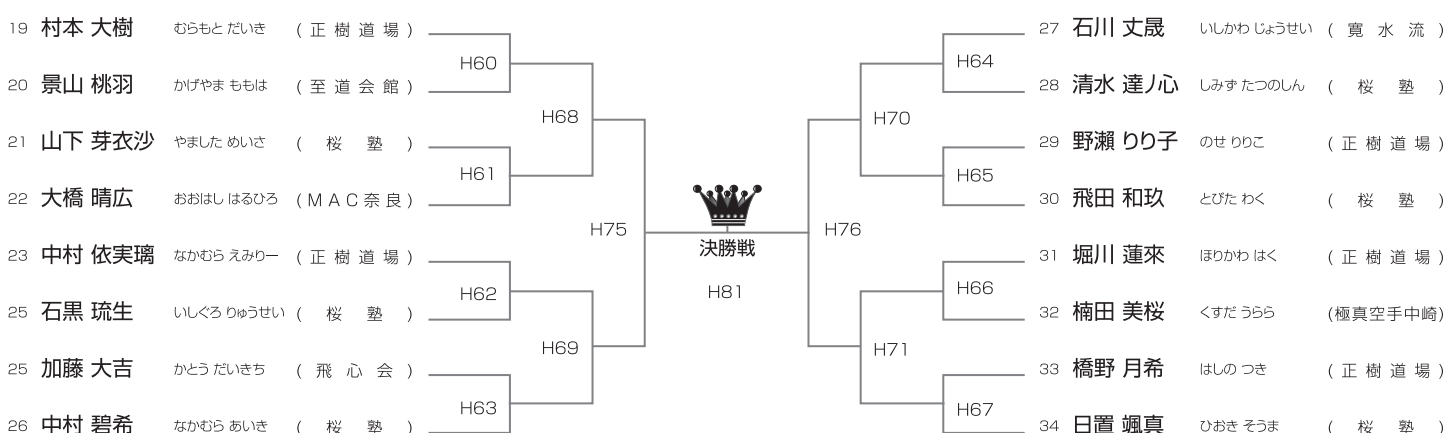 19 村本 大樹 むらもと だいき (正樹道場)
H60
20 景山 桃羽 かげやま ももは (至道会館)
H68
21 山下 芽衣沙 やました めいさ (桜塾)
H61
22 大橋 晴広 おおはし はるひろ (MAC奈良)
H75
23 中村 依実璃 なかむら えみりー (正樹道場)
H62
25 石黒 琉生 いしぐろ りゅうせい (桜塾)
H69
25 加藤 大吉 かとう だいきち (飛心会)
H63
26 中村 碧希 なかむら あいき (桜塾)
決勝戦
H81
27 石川 丈晟 いしかわ じょうせい (寛水流)
H64
28 清水 達ノ心 しみず たつのしん (桜塾)
H70
29 野瀬 りり子 のせ りりこ (正樹道場)
H65
30 飛田 和玖 とびた わく (桜塾)
H76
31 堀川 蓮來 ほりかわ はく (正樹道場)
H66
32 楠田 美桜 くすだ うらら (極真空手中崎)
H71
33 橋野 月希 はしの つき (正樹道場)
H67
34 日置 颯真 ひおき そうま (桜塾)